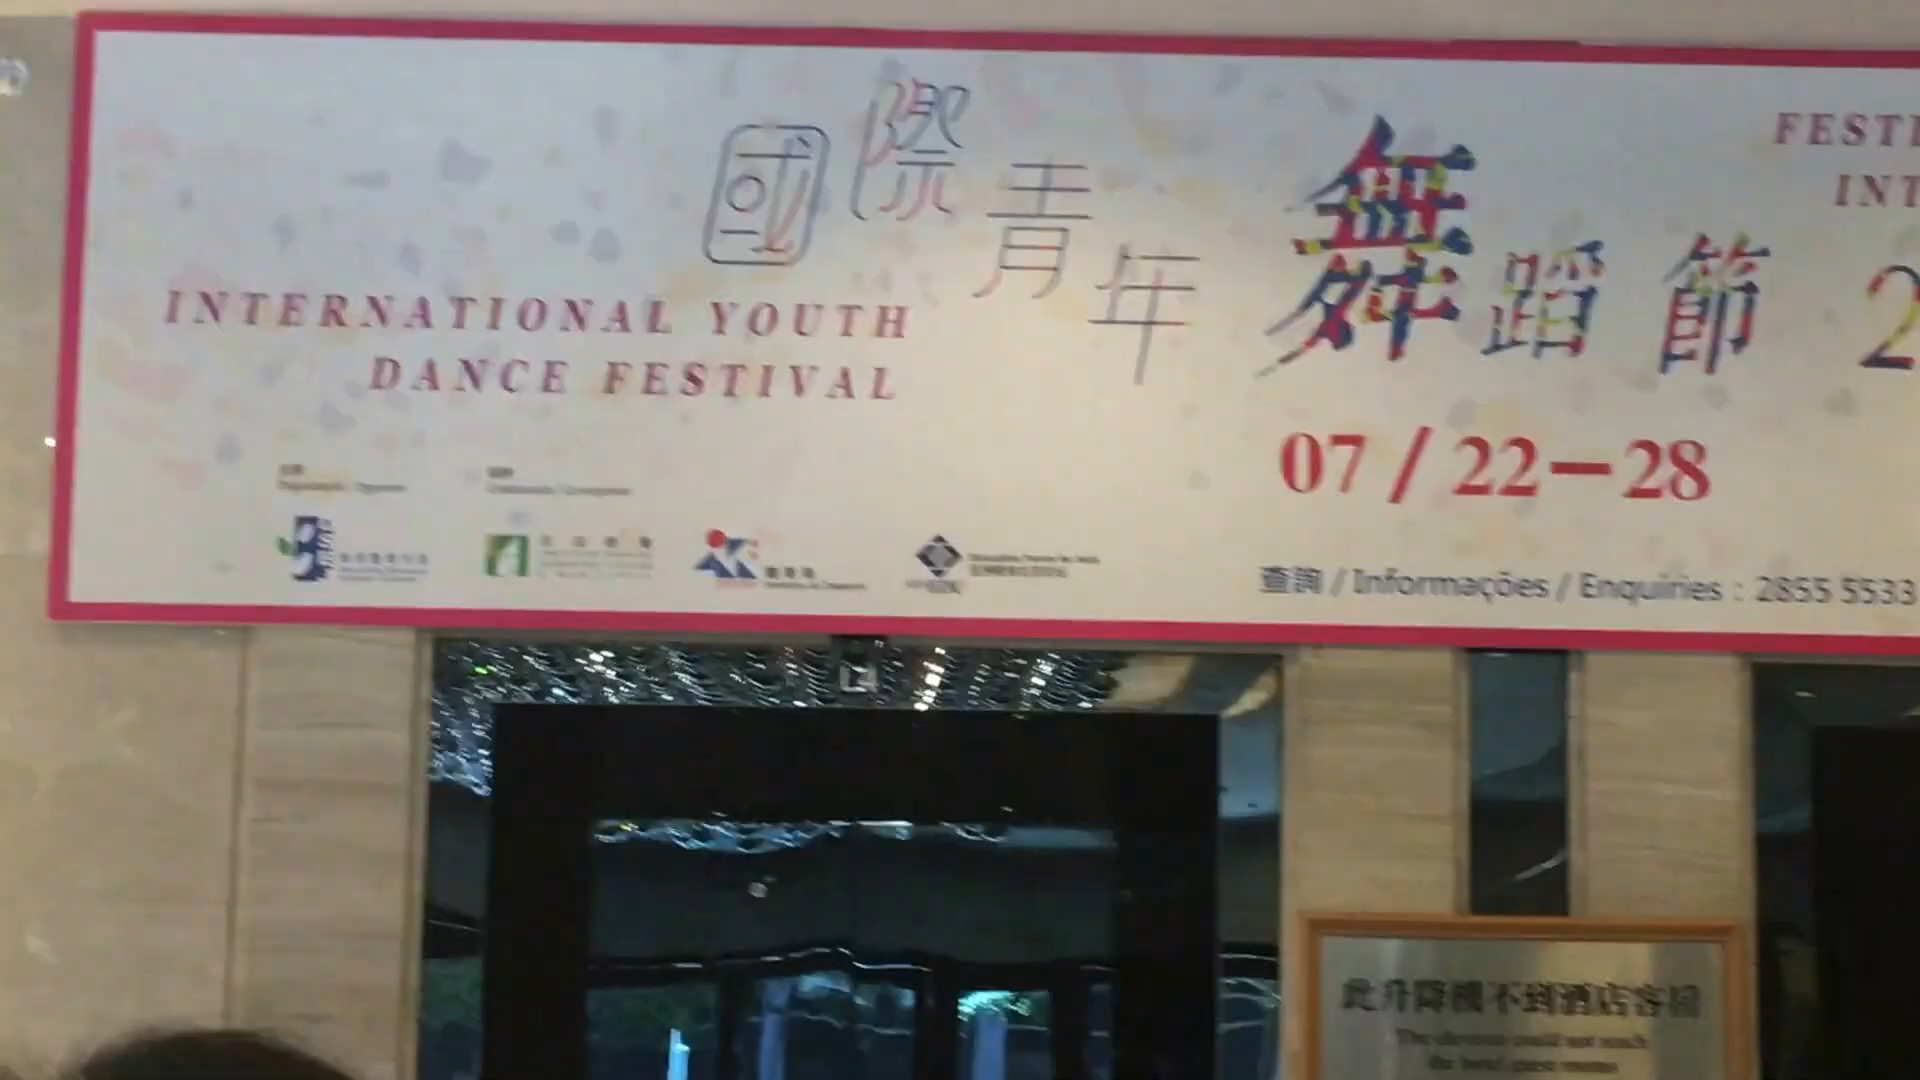 國際青年舞蹈節 2
INTERNATIONAL YOUTH
DANCE FESTIVAL
FESTI
INT
07 / 22－28
查詢 / Informações / Enquiries : 2855 5533
此升降機不到酒店客房
The elevator could not reach
the hotel guest rooms